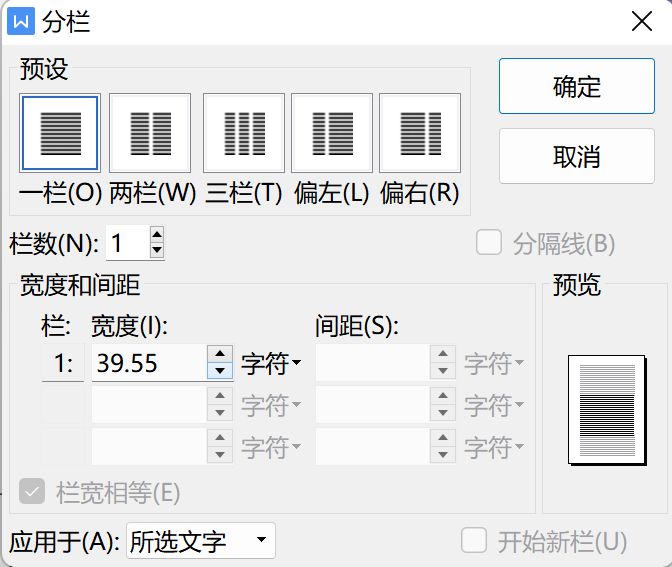 分栏
预设
确定
取消
一栏(O) 两栏(W) 三栏(T) 偏左(L) 偏右(R)
栏数(N): 1
分隔线(B)
宽度和间距
预览
栏: 宽度(I): 间距(S):
1: 39.55 字符 字符
字符 字符
字符 字符
栏宽相等(E)
应用于(A): 所选文字
开始新栏(U)